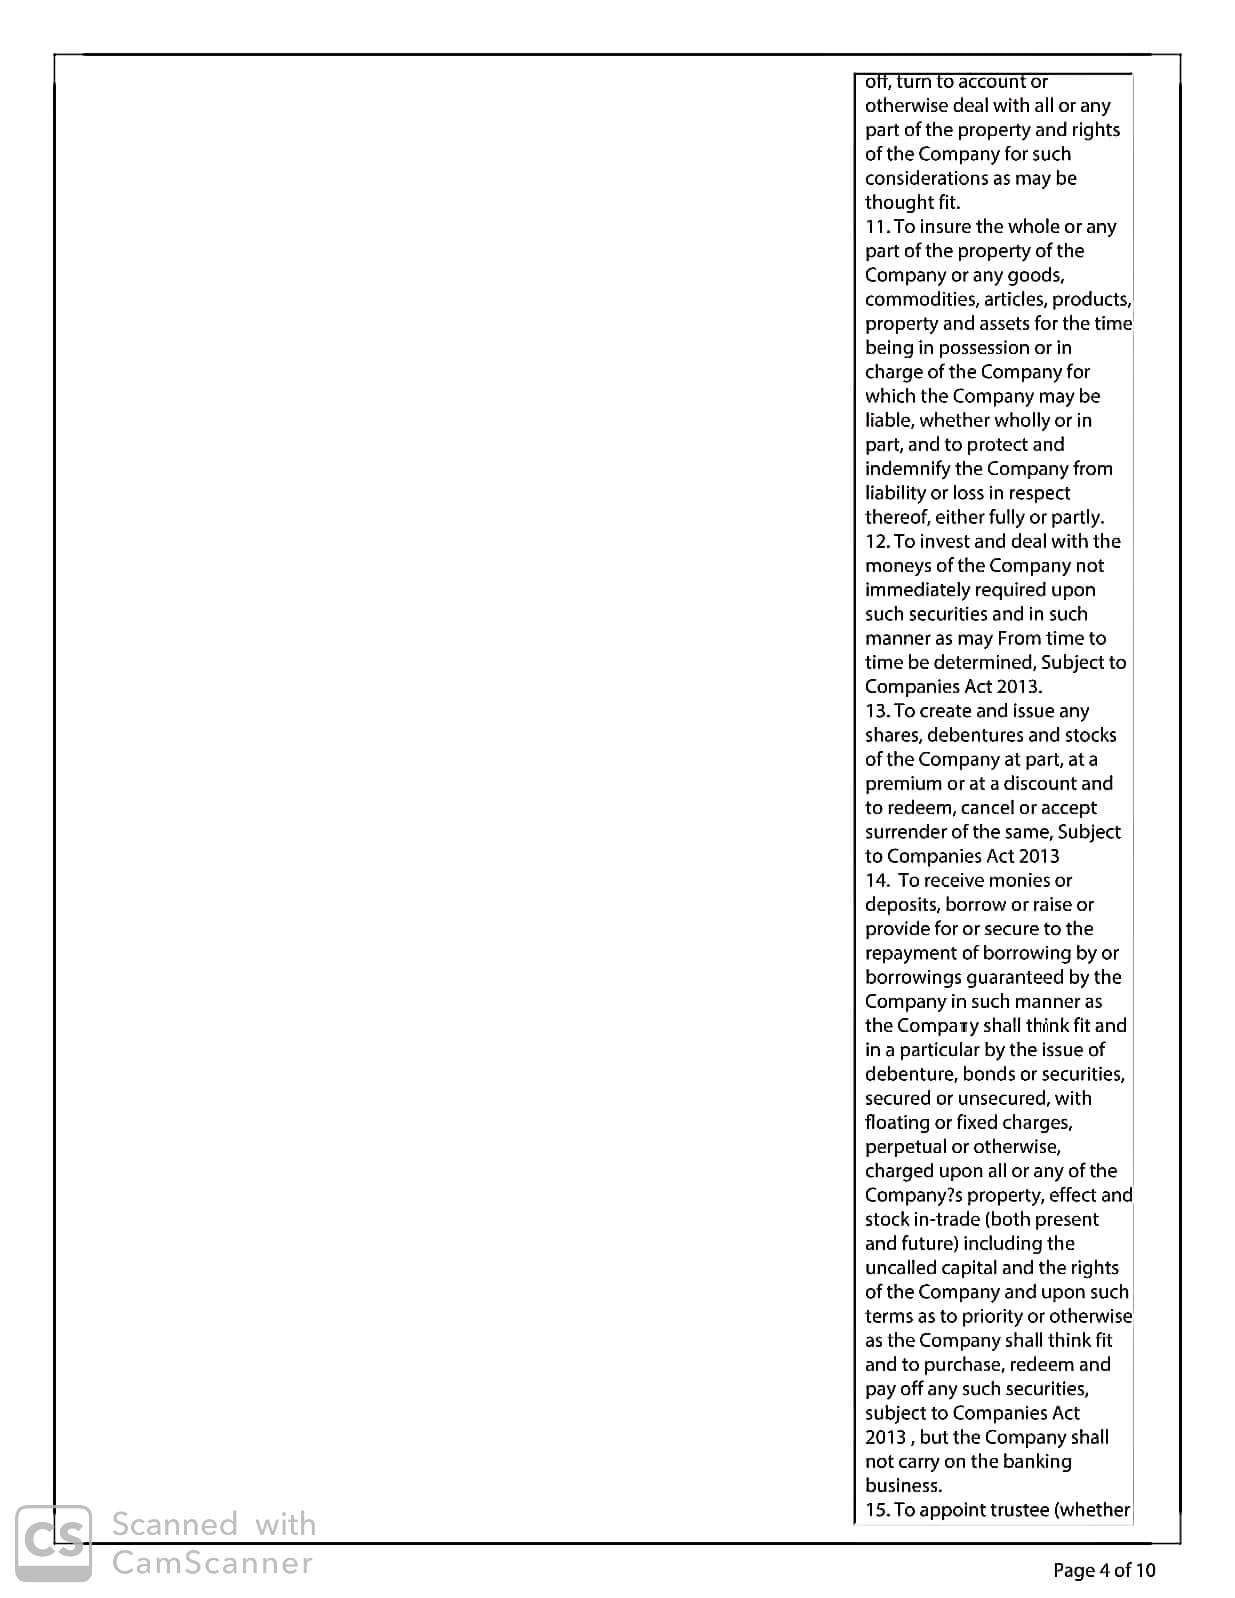 off, turn to account or
otherwise deal with all or any
part of the property and rights
of the Company for such
considerations as may be
thought fit.
11. To insure the whole or any
part of the property of the
Company or any goods,
commodities, articles, products,
property and assets for the time
being in possession or in
charge of the Company for
which the Company may be
liable, whether wholly or in
part, and to protect and
indemnify the Company from
liability or loss in respect
thereof, either fully or partly.
12. To invest and deal with the
moneys of the Company not
immediately required upon
such securities and in such
manner as may From time to
time be determined, Subject to
Companies Act 2013.
13. To create and issue any
shares, debentures and stocks
of the Company at part, at a
premium or at a discount and
to redeem, cancel or accept
surrender of the same, Subject
to Companies Act 2013
14. To receive monies or
deposits, borrow or raise or
provide for or secure to the
repayment of borrowing by or
borrowings guaranteed by the
Company in such manner as
the Company shall think fit and
in a particular by the issue of
debenture, bonds or securities,
secured or unsecured, with
floating or fixed charges,
perpetual or otherwise,
charged upon all or any of the
Company?s property, effect and
stock in-trade (both present
and future) including the
uncalled capital and the rights
of the Company and upon such
terms as to priority or otherwise
as the Company shall think fit
and to purchase, redeem and
pay off any such securities,
subject to Companies Act
2013 , but the Company shall
not carry on the banking
business.
15. To appoint trustee (whether
CS Scanned with
CamScanner
Page 4 of 10